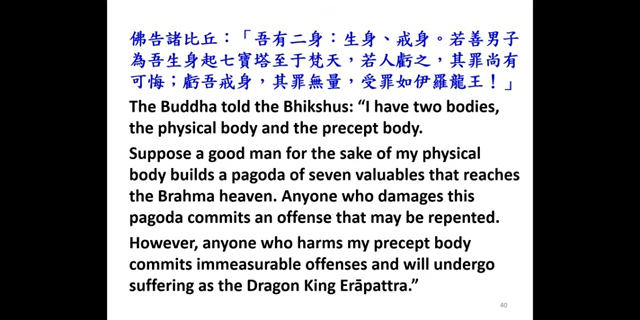 佛告諸比丘：「吾有二身：生身、戒身。若善男子
為吾生身起七寶塔至于梵天，若人虧之，其罪尚有
可悔；虧吾戒身，其罪無量，受罪如伊羅龍王！」
The Buddha told the Bhikshus: “I have two bodies,
the physical body and the precept body.
Suppose a good man for the sake of my physical
body builds a pagoda of seven valuables that reaches
the Brahma heaven. Anyone who damages this
pagoda commits an offense that may be repented.
However, anyone who harms my precept body
commits immeasurable offenses and will undergo
suffering as the Dragon King Erāpattra.”
40